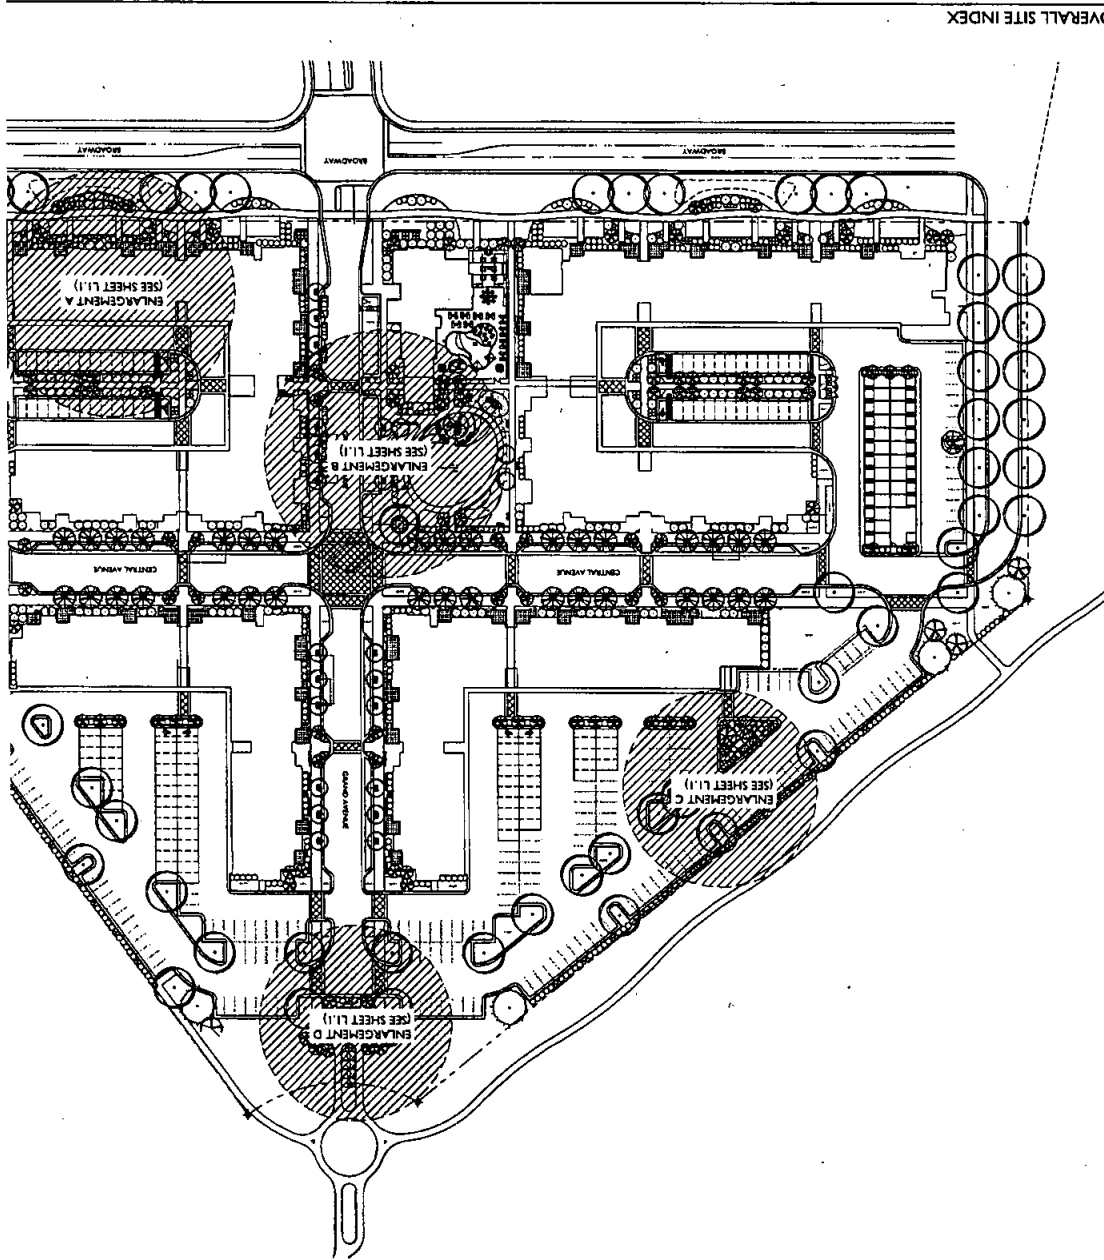 OVERALL SITE INDEX
BROADWAY
BROADWAY
BROADWAY
ENLARGEMENT A
(SEE SHEET L1.1)
ENLARGEMENT B
(SEE SHEET L1.1)
CENTRAL AVENUE
CENTRAL AVENUE
GRAND AVENUE
ENLARGEMENT C
(SEE SHEET L1.1)
ENLARGEMENT D
(SEE SHEET L1.1)